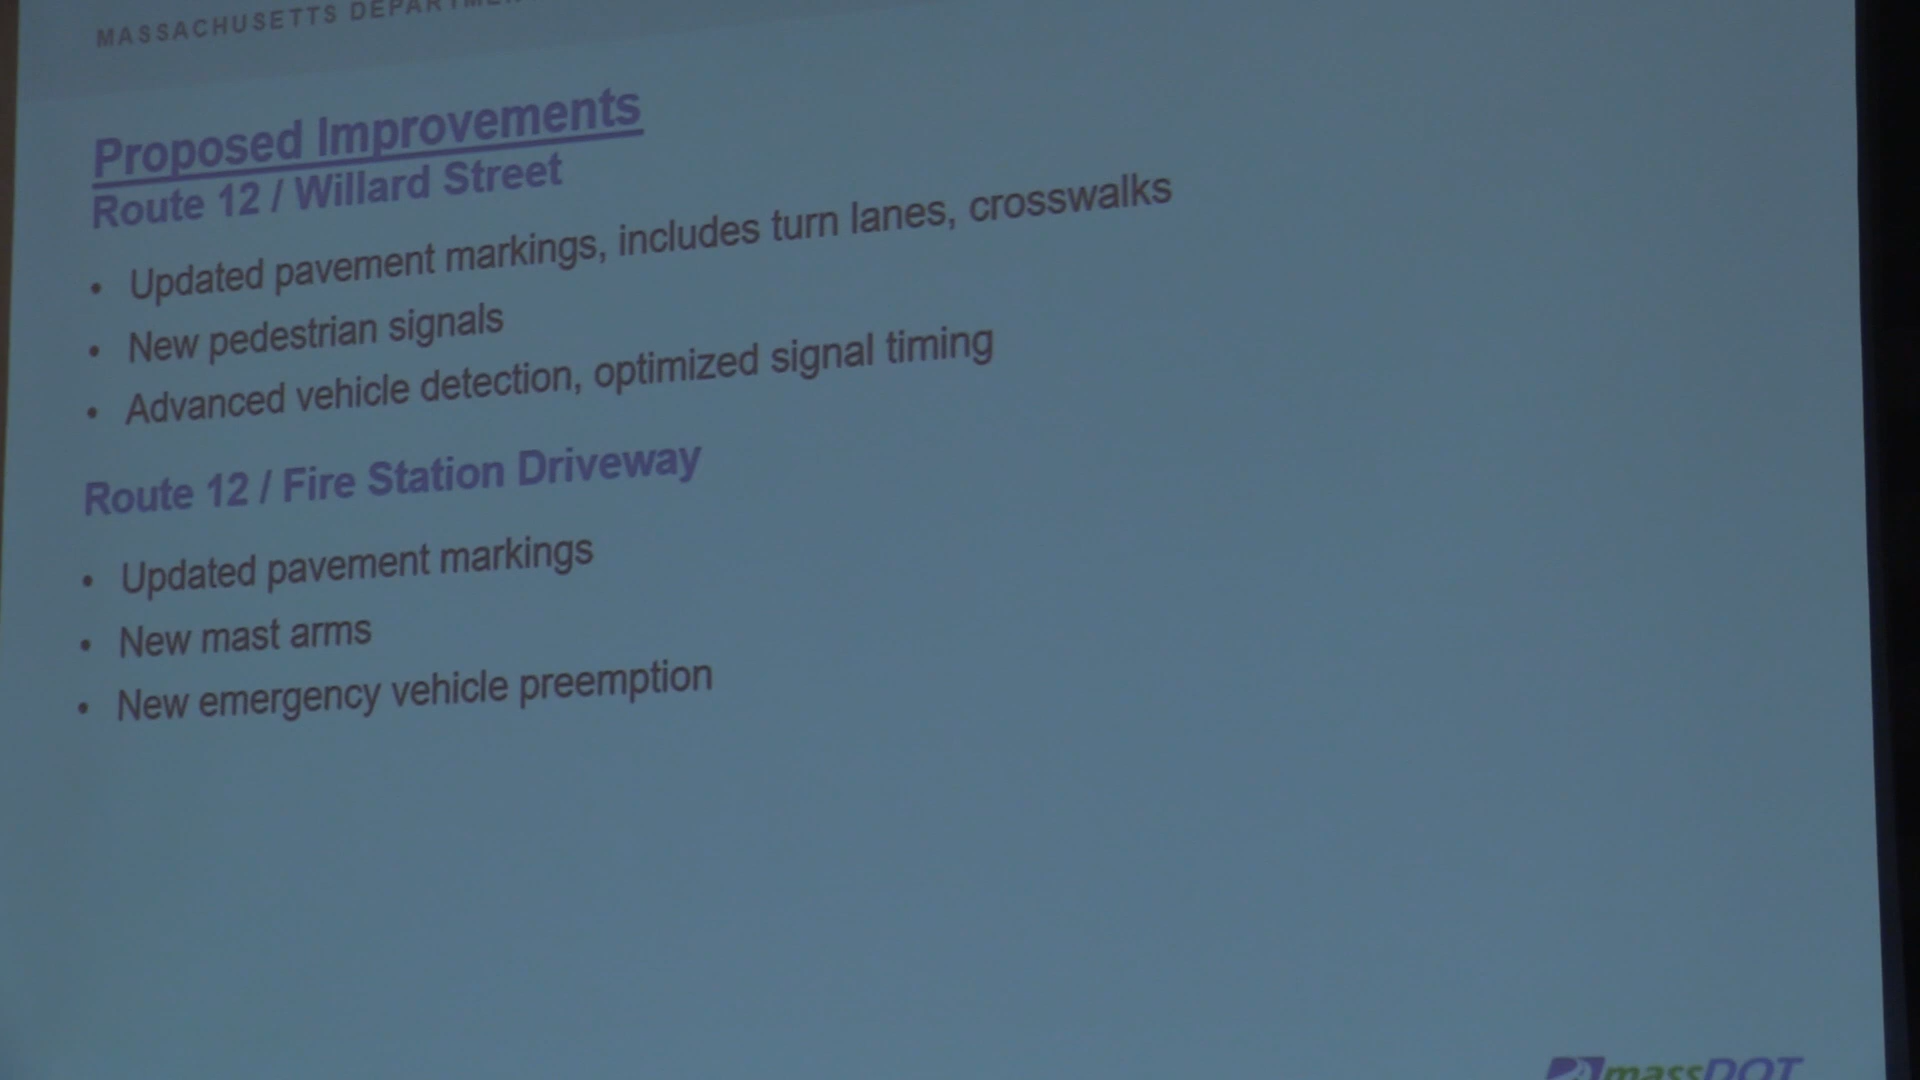 MASSACHUSETTS
Proposed Improvements
Route 12 / Willard Street
• Updated pavement markings, includes turn lanes, crosswalks
• New pedestrian signals
• Advanced vehicle detection, optimized signal timing
Route 12 / Fire Station Driveway
• Updated pavement markings
• New mast arms
• New emergency vehicle preemption
massDOT